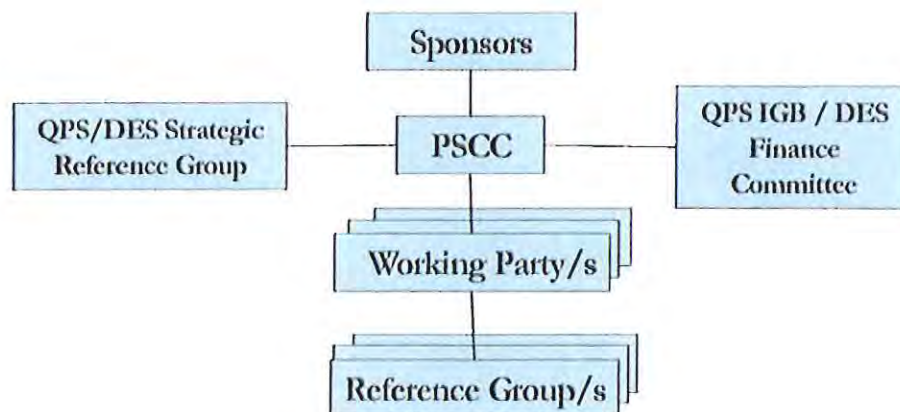 Sponsors
QPS/DES Strategic
Reference Group
PSCC
QPS IGB / DES
Finance
Committee
Working Party/s
Reference Group/s